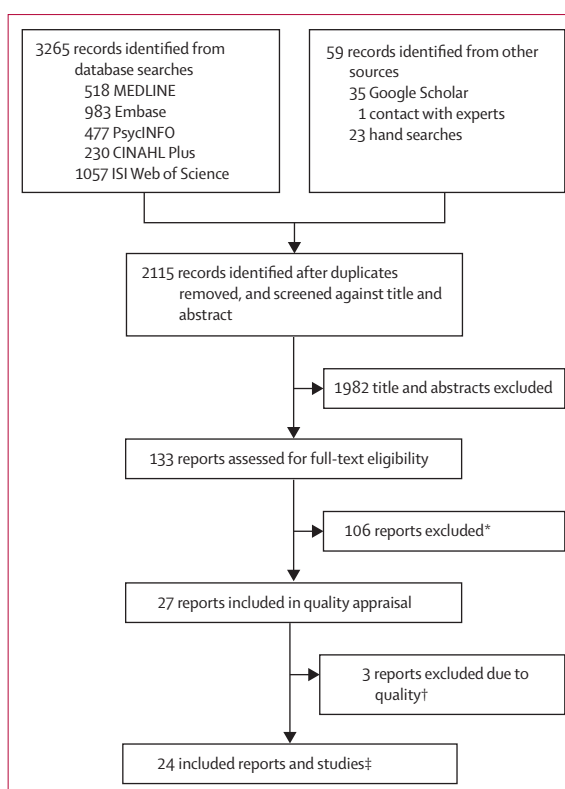 3265 records identified from
database searches
518 MEDLINE
983 Embase
477 PsycINFO
230 CINAHL Plus
1057 ISI Web of Science
59 records identified from other
sources
35 Google Scholar
1 contact with experts
23 hand searches
2115 records identified after duplicates
removed, and screened against title and
abstract
1982 title and abstracts excluded
133 reports assessed for full-text eligibility
106 reports excluded*
27 reports included in quality appraisal
3 reports excluded due to
quality†
24 included reports and studies‡